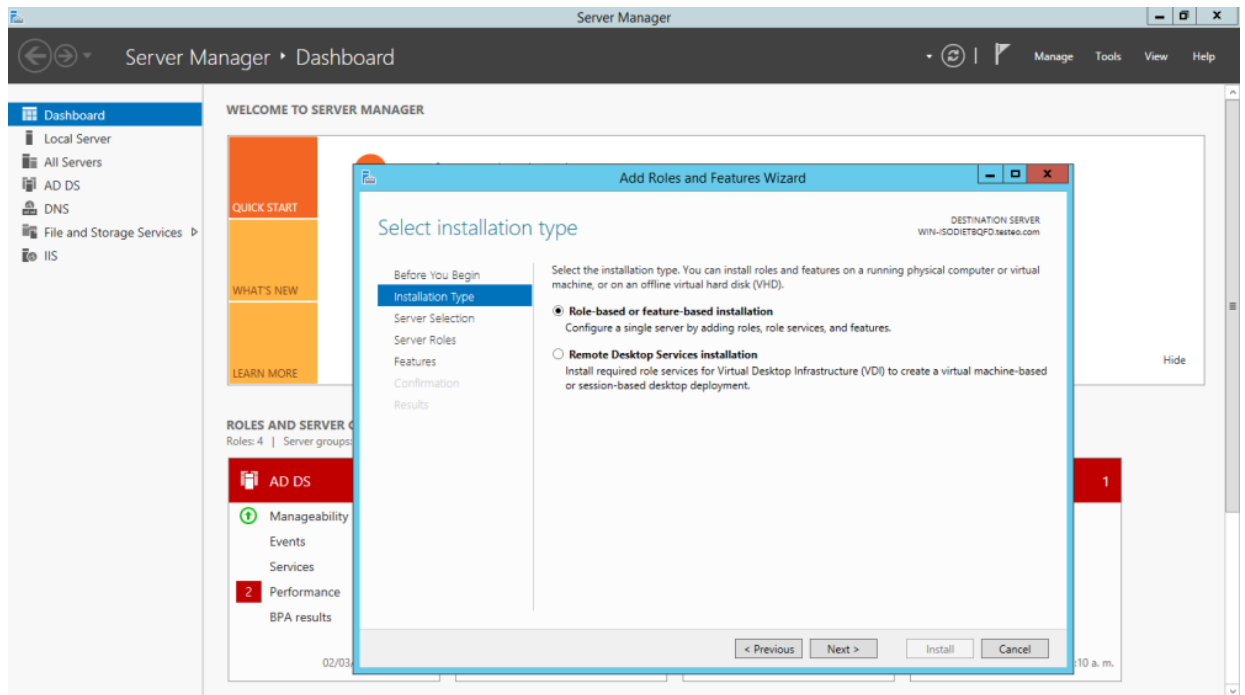 Server Manager
Server Manager • Dashboard
Manage Tools View Help
Dashboard
Local Server
All Servers
AD DS
DNS
File and Storage Services
IIS
WELCOME TO SERVER MANAGER
QUICK START
WHAT'S NEW
LEARN MORE
Hide
ROLES AND SERVER
Roles: 4 | Server groups:
AD DS
1
Manageability
Events
Services
2 Performance
BPA results
02/03/
:10 a. m.
Add Roles and Features Wizard
Select installation type
DESTINATION SERVER
WIN-ISODIETBQFD.testeo.com
Before You Begin
Installation Type
Server Selection
Server Roles
Features
Confirmation
Results
Select the installation type. You can install roles and features on a running physical computer or virtual
machine, or on an offline virtual hard disk (VHD).
Role-based or feature-based installation
Configure a single server by adding roles, role services, and features.
Remote Desktop Services installation
Install required role services for Virtual Desktop Infrastructure (VDI) to create a virtual machine-based
or session-based desktop deployment.
< Previous Next > Install Cancel